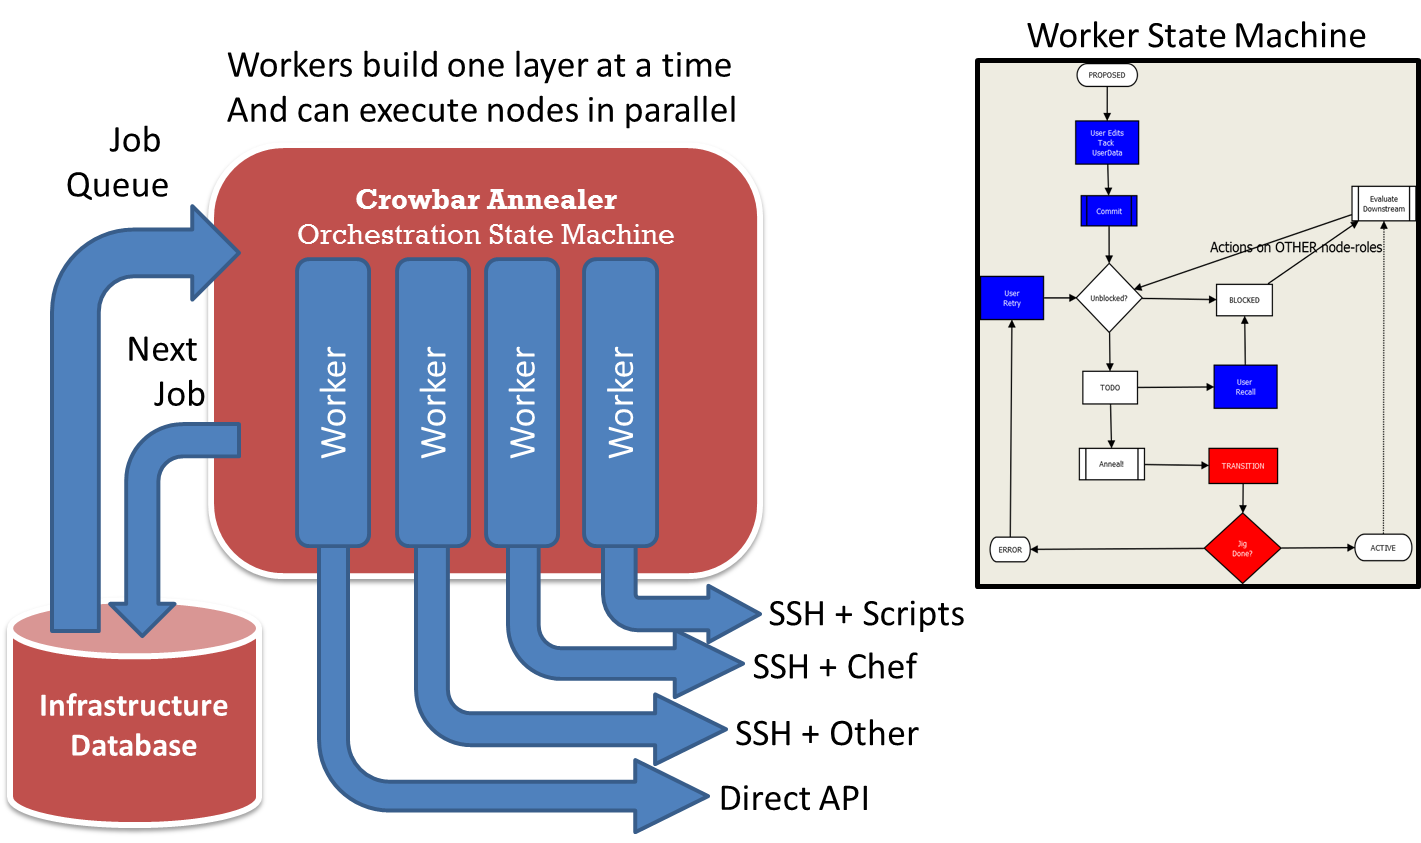 Worker State Machine
Workers build one layer at a time
And can execute nodes in parallel
Job
Queue
Crowbar Annealer
Orchestration State Machine
Worker
Worker
Worker
Worker
Next
Job
Infrastructure
Database
SSH + Scripts
SSH + Chef
SSH + Other
Direct API
PROPOSED
User Edits
Tack
UserData
Commit
Evaluate
Downstream
Actions on OTHER node-roles
User
Retry
Unblocked?
BLOCKED
TODO
User
Recall
Anneal!
TRANSITION
Jig
Done?
ERROR
ACTIVE